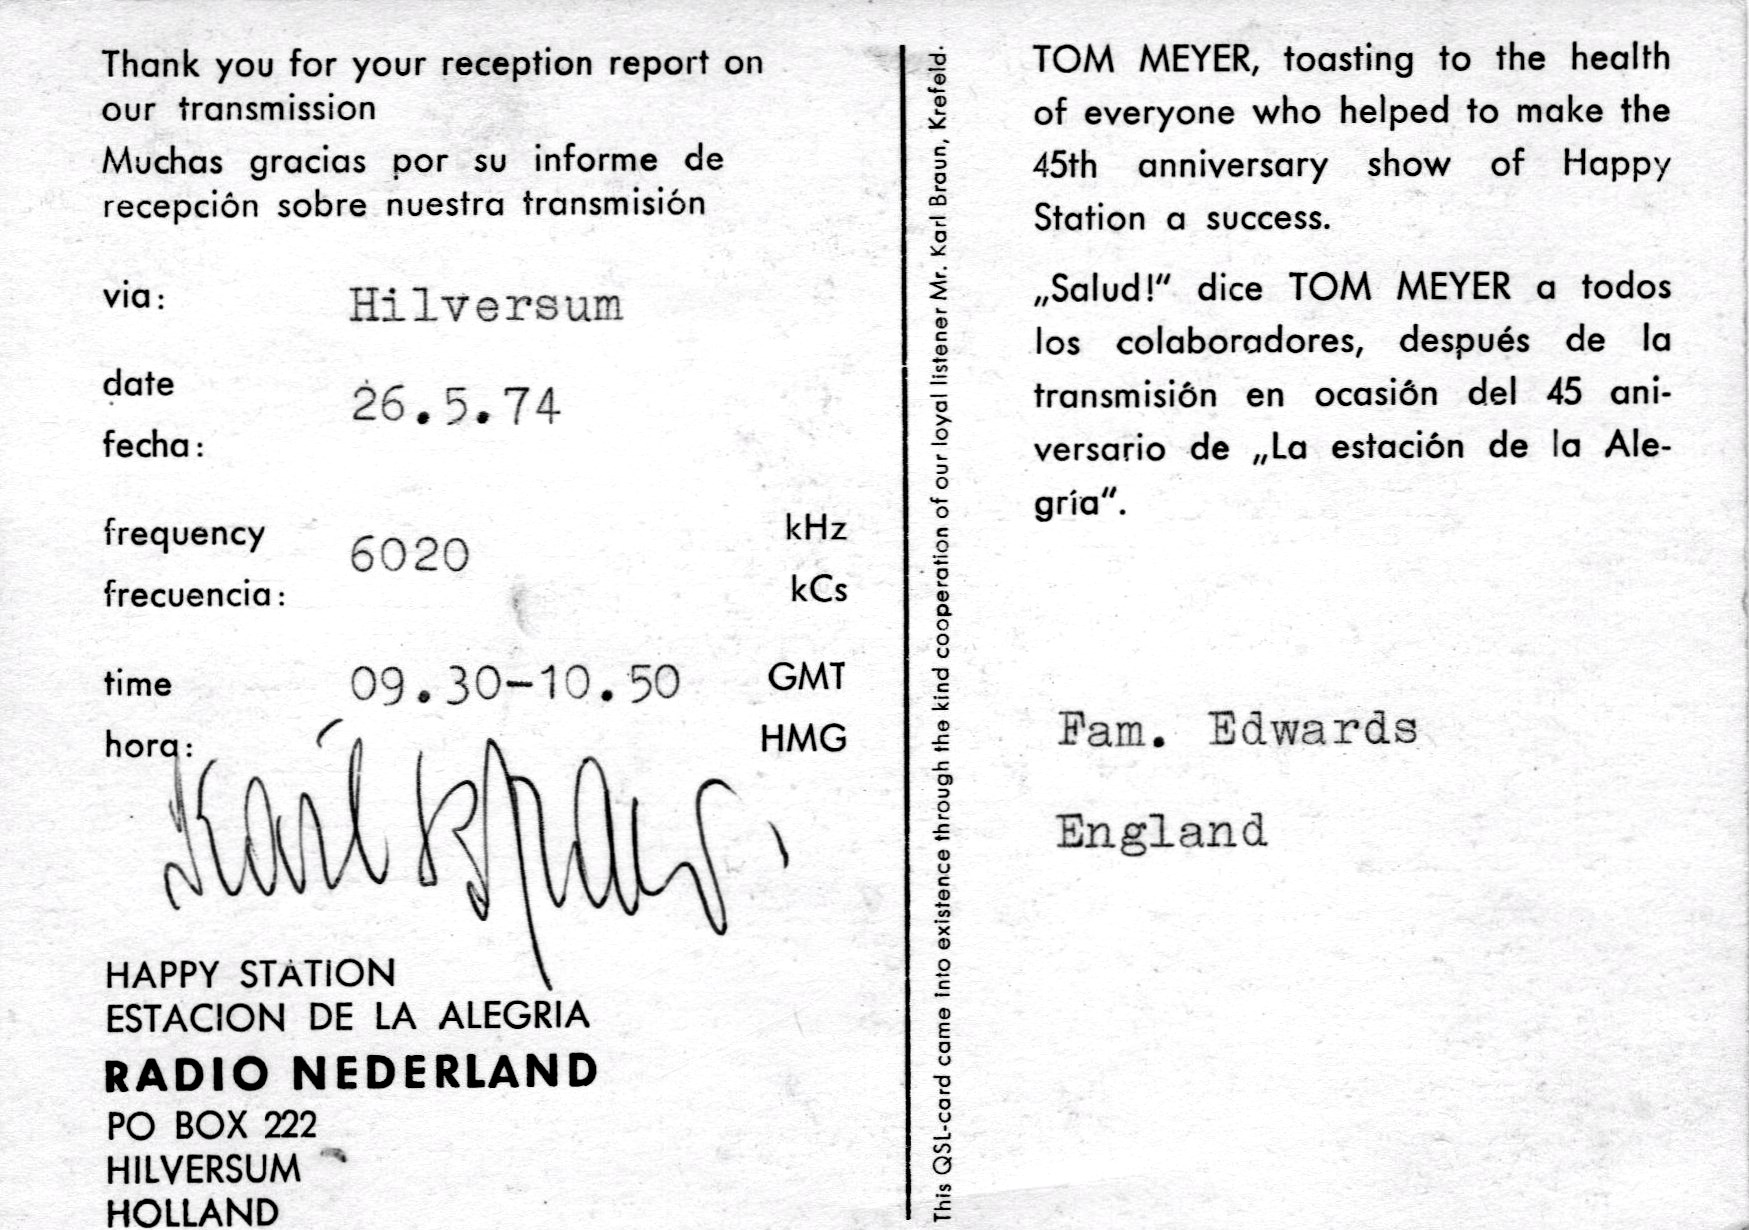 Thank you for your reception report on
our transmission
Muchas gracias por su informe de
recepción sobre nuestra transmisión
via: Hilversum
date 26.5.74
fecha:
frequency 6020 kHz
frecuencia: kCs
time 09.30-10.50 GMT
hora: HMG
Karl Braun
HAPPY STATION
ESTACION DE LA ALEGRIA
RADIO NEDERLAND
PO BOX 222
HILVERSUM
HOLLAND
This QSL-card came into existence through the kind cooperation of our loyal listener Mr. Karl Braun, Krefeld.
TOM MEYER, toasting to the health
of everyone who helped to make the
45th anniversary show of Happy
Station a success.
„Salud!“ dice TOM MEYER a todos
los colaboradores, después de la
transmisión en ocasión del 45 ani-
versario de „La estación de la Ale-
gría“.
Fam. Edwards
England